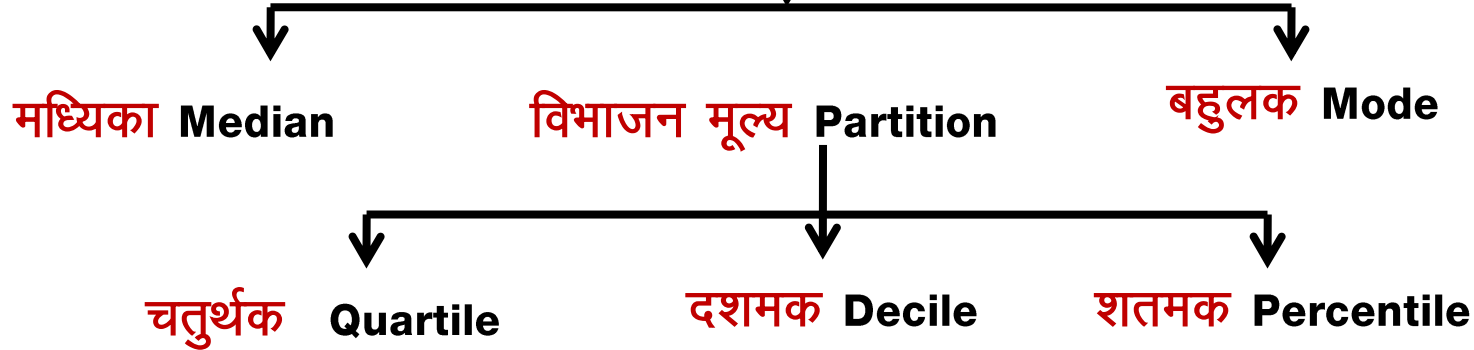 मध्यिका Median विभाजन मूल्य Partition बहुलक Mode
चतुर्थक Quartile दशमक Decile शतमक Percentile